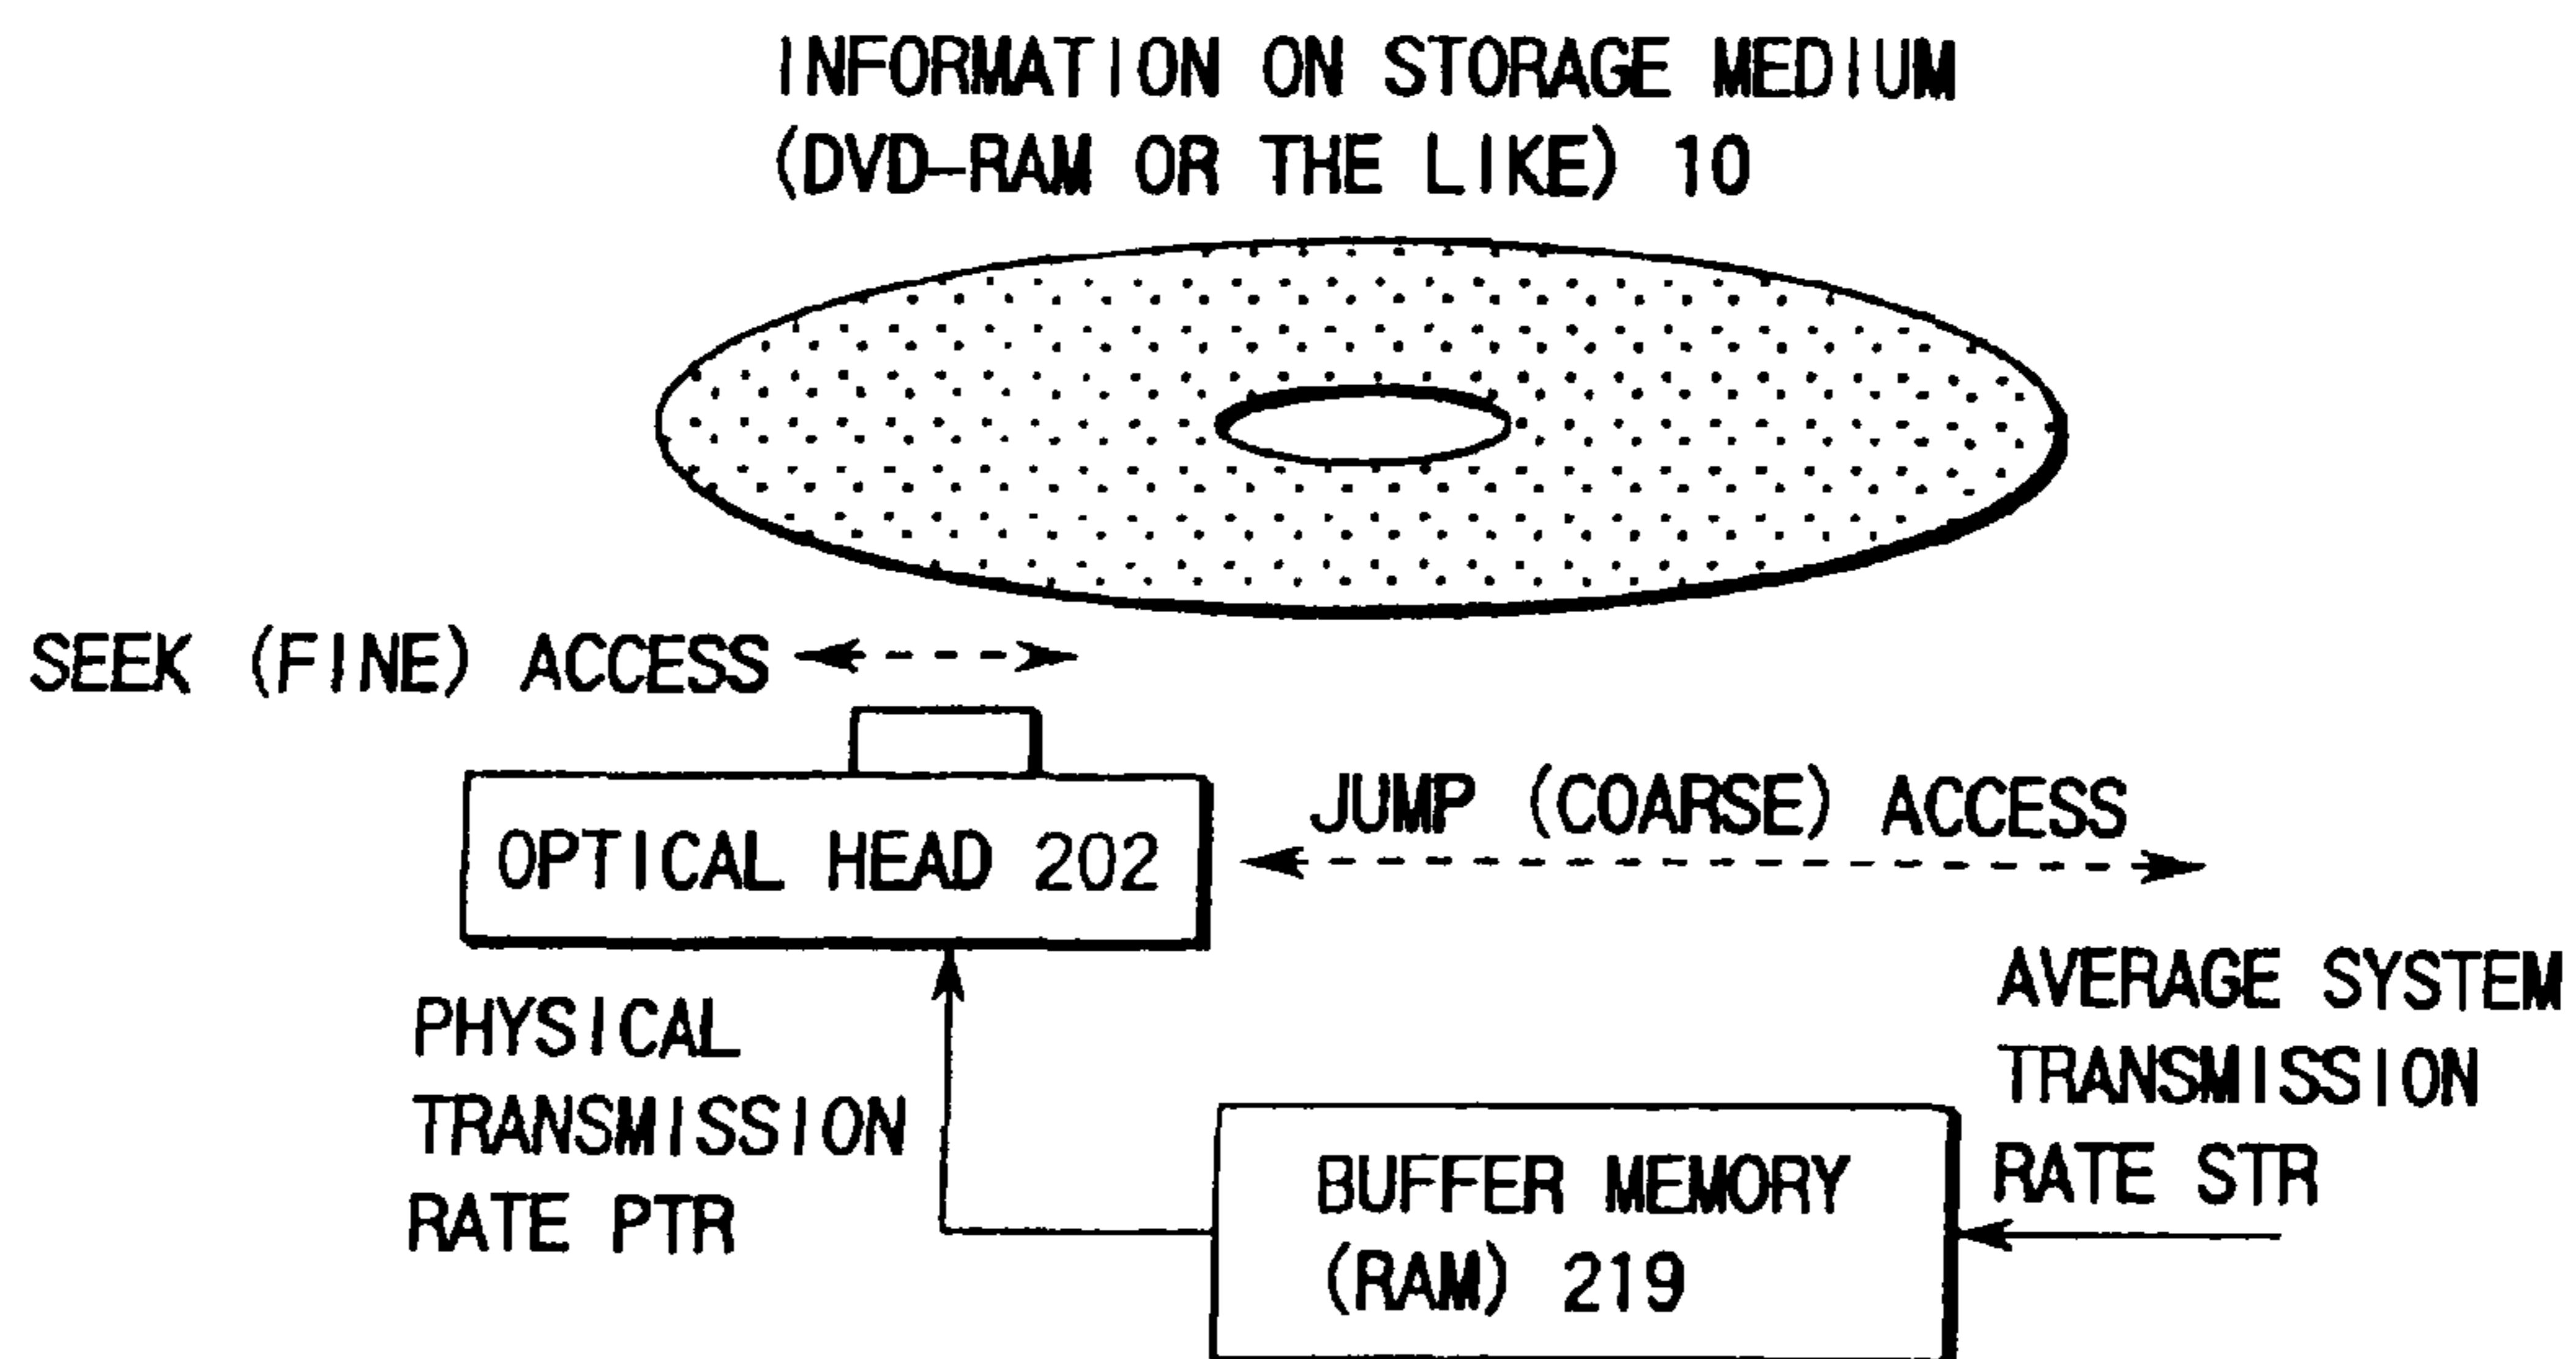 INFORMATION ON STORAGE MEDIUM
(DVD-RAM OR THE LIKE) 10
SEEK (FINE) ACCESS
OPTICAL HEAD 202
JUMP (COARSE) ACCESS
PHYSICAL
TRANSMISSION
RATE PTR
AVERAGE SYSTEM
TRANSMISSION
RATE STR
BUFFER MEMORY
(RAM) 219